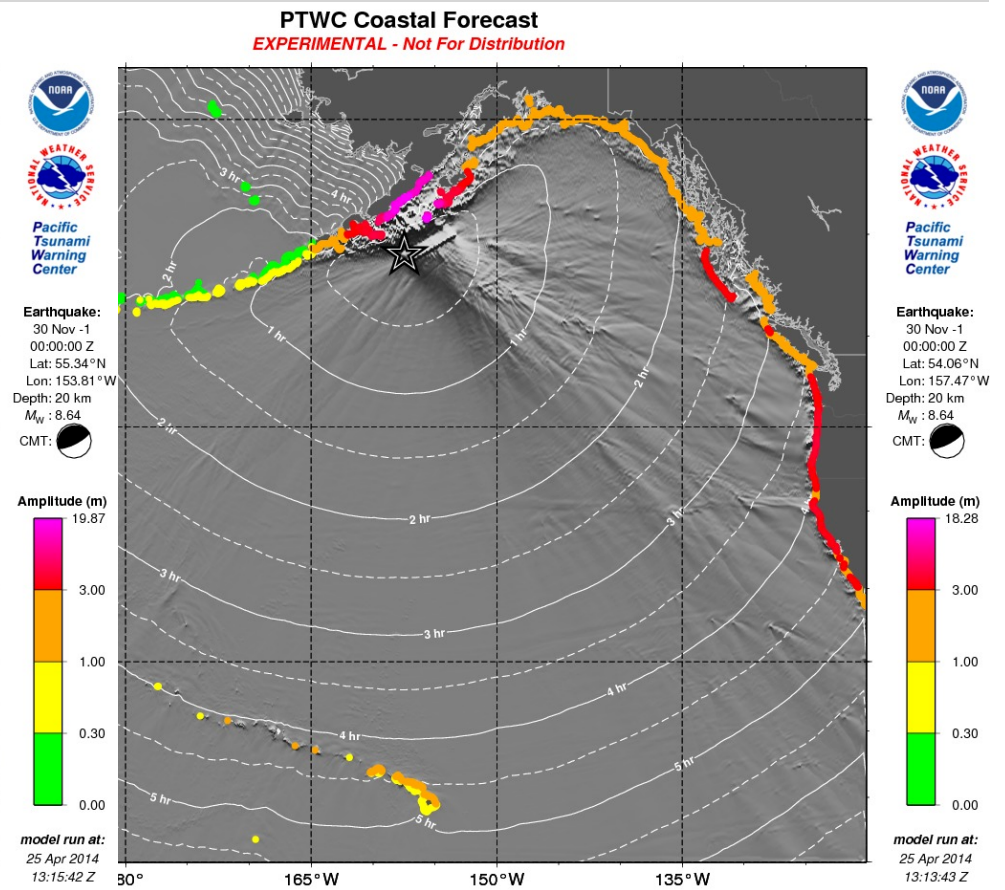 PTWC Coastal Forecast
EXPERIMENTAL - Not For Distribution
NOAA
NATIONAL WEATHER SERVICE
Pacific
Tsunami
Warning
Center
Earthquake:
30 Nov -1
00:00:00 Z
Lat: 55.34°N
Lon: 153.81°W
Depth: 20 km
MW : 8.64
CMT:
Amplitude (m)
19.87
3.00
1.00
0.30
0.00
model run at:
25 Apr 2014
13:15:42 Z
3 hr
4 hr
2 hr
1 hr
1 hr
2 hr
2 hr
2 hr
3 hr
3 hr
3 hr
4 hr
4 hr
5 hr
5 hr
5 hr
80°
165°W
150°W
135°W
NOAA
NATIONAL WEATHER SERVICE
Pacific
Tsunami
Warning
Center
Earthquake:
30 Nov -1
00:00:00 Z
Lat: 54.06°N
Lon: 157.47°W
Depth: 20 km
MW : 8.64
CMT:
Amplitude (m)
18.28
3.00
1.00
0.30
0.00
model run at:
25 Apr 2014
13:13:43 Z